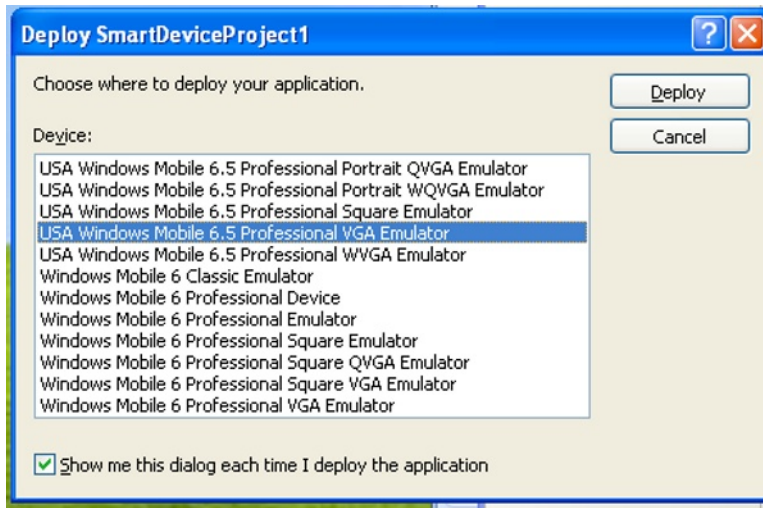 Deploy SmartDeviceProject1
Choose where to deploy your application.
Deploy
Device:
Cancel
USA Windows Mobile 6.5 Professional Portrait QVGA Emulator
USA Windows Mobile 6.5 Professional Portrait WQVGA Emulator
USA Windows Mobile 6.5 Professional Square Emulator
USA Windows Mobile 6.5 Professional VGA Emulator
USA Windows Mobile 6.5 Professional WVGA Emulator
Windows Mobile 6 Classic Emulator
Windows Mobile 6 Professional Device
Windows Mobile 6 Professional Emulator
Windows Mobile 6 Professional Square Emulator
Windows Mobile 6 Professional Square QVGA Emulator
Windows Mobile 6 Professional Square VGA Emulator
Windows Mobile 6 Professional VGA Emulator
Show me this dialog each time I deploy the application